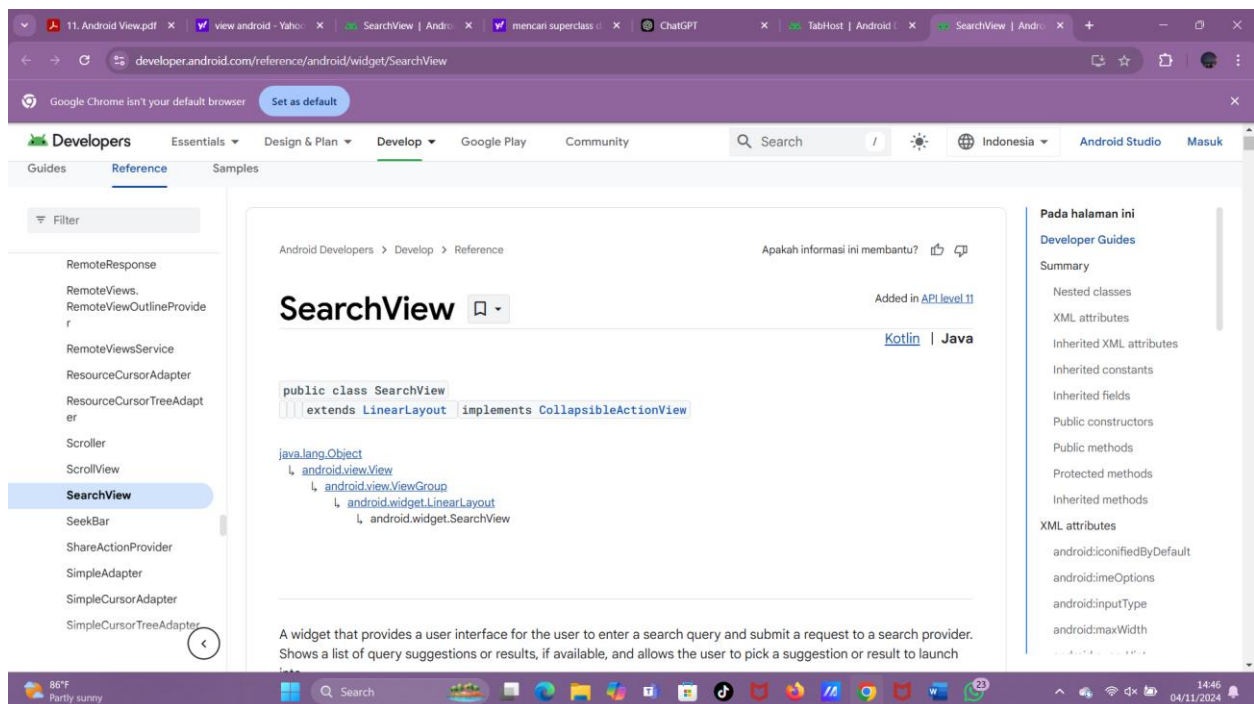 11. Android View.pdf
view android - Yahoo
SearchView | Andro
mencari superclass d
ChatGPT
TabHost | Android D
SearchView | Andro
developer.android.com/reference/android/widget/SearchView
Google Chrome isn't your default browser
Set as default
Developers
Essentials
Design & Plan
Develop
Google Play
Community
Search
/
Indonesia
Android Studio
Masuk
Guides
Reference
Samples
Filter
RemoteResponse
RemoteViews.
RemoteViewOutlineProvide
r
RemoteViewsService
ResourceCursorAdapter
ResourceCursorTreeAdapt
er
Scroller
ScrollView
SearchView
SeekBar
ShareActionProvider
SimpleAdapter
SimpleCursorAdapter
SimpleCursorTreeAdapter
Android Developers > Develop > Reference
Apakah informasi ini membantu?
SearchView
Added in API level 11
Kotlin | Java
public class SearchView
extends LinearLayout implements CollapsibleActionView
java.lang.Object
↳ android.view.View
↳ android.view.ViewGroup
↳ android.widget.LinearLayout
↳ android.widget.SearchView
A widget that provides a user interface for the user to enter a search query and submit a request to a search provider.
Shows a list of query suggestions or results, if available, and allows the user to pick a suggestion or result to launch
Pada halaman ini
Developer Guides
Summary
Nested classes
XML attributes
Inherited XML attributes
Inherited constants
Inherited fields
Public constructors
Public methods
Protected methods
Inherited methods
XML attributes
android:iconifiedByDefault
android:imeOptions
android:inputType
android:maxWidth
86°F
Partly sunny
Search
23
14:46
04/11/2024